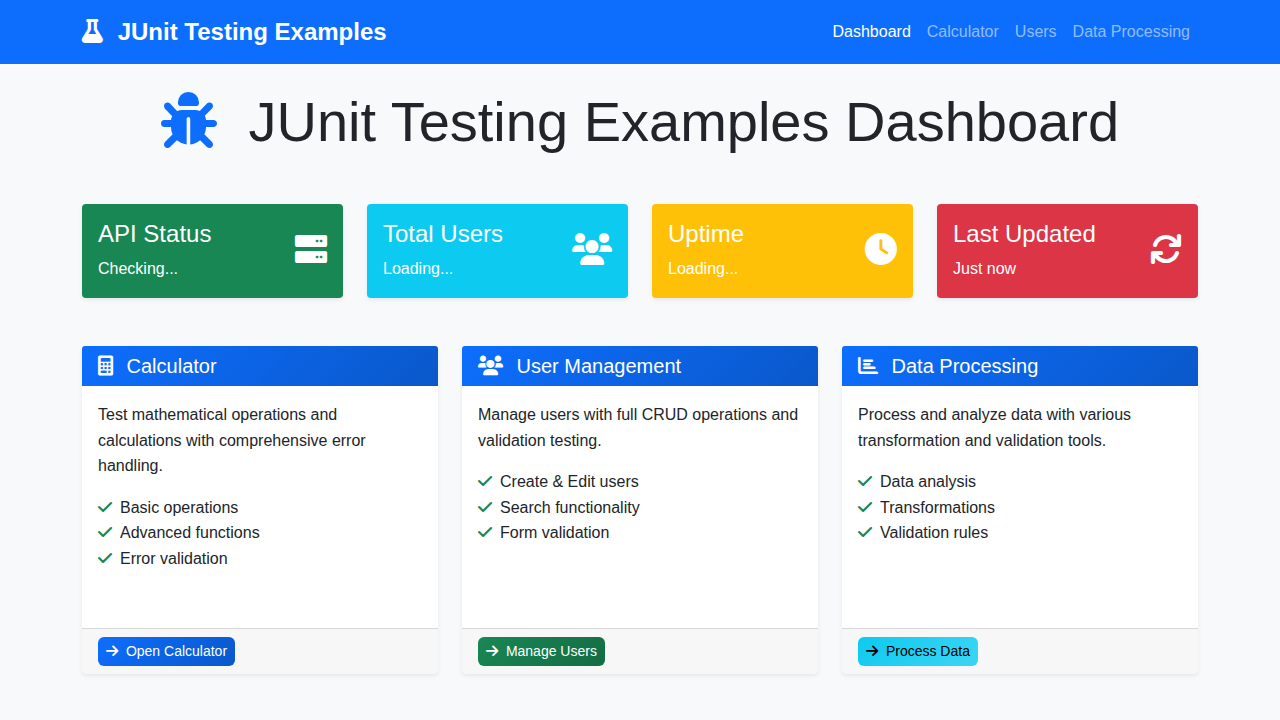 JUnit Testing Examples
Dashboard Calculator Users Data Processing
JUnit Testing Examples Dashboard
API Status
Checking...
Total Users
Loading...
Uptime
Loading...
Last Updated
Just now
Calculator
Test mathematical operations and
calculations with comprehensive error
handling.
Basic operations
Advanced functions
Error validation
Open Calculator
User Management
Manage users with full CRUD operations and
validation testing.
Create & Edit users
Search functionality
Form validation
Manage Users
Data Processing
Process and analyze data with various
transformation and validation tools.
Data analysis
Transformations
Validation rules
Process Data